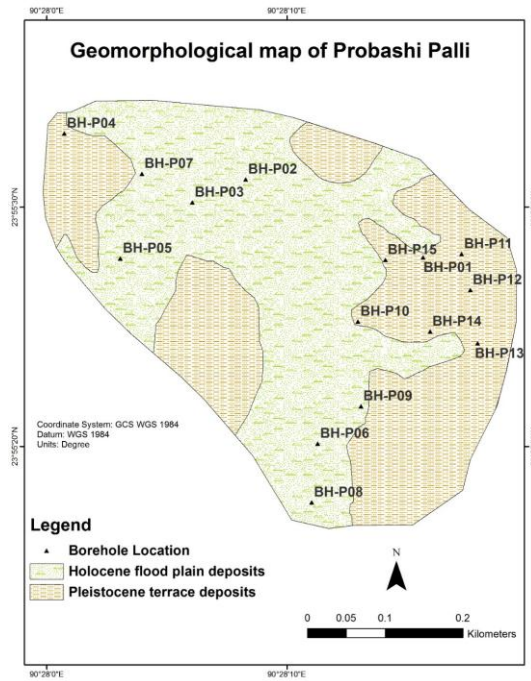 90°28'0"E
90°28'10"E
Geomorphological map of Probashi Palli
BH-P04
BH-P07
BH-P02
BH-P03
23°55'30"N
BH-P05
BH-P15
BH-P11
BH-P01
BH-P12
BH-P10
BH-P14
BH-P13
BH-P09
Coordinate System: GCS WGS 1984
Datum: WGS 1984
Units: Degree
BH-P06
23°55'20"N
BH-P08
Legend
Borehole Location
Holocene flood plain deposits
Pleistocene terrace deposits
N
0 0.05 0.1 0.2
Kilometers
90°28'0"E
90°28'10"E